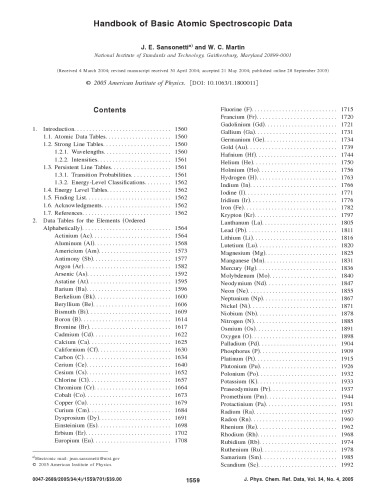 Handbook of Basic Atomic Spectroscopic Data
J. E. Sansonetti a) and W. C. Martin
National Institute of Standards and Technology, Gaithersburg, Maryland 20899-0001
(Received 4 March 2004; revised manuscript received 30 April 2004; accepted 21 May 2004; published online 28 September 2005)
© 2005 American Institute of Physics. [DOI: 10.1063/1.1800011]
Contents
1. Introduction 1560
1.1. Atomic Data Tables 1560
1.2. Strong Line Tables 1560
1.2.1. Wavelengths 1560
1.2.2. Intensities 1561
1.3. Persistent Line Tables 1561
1.3.1. Transition Probabilities 1561
1.3.2. Energy-Level Classifications 1562
1.4. Energy Level Tables 1562
1.5. Finding List 1562
1.6. Acknowledgments 1562
1.7. References 1562
2. Data Tables for the Elements (Ordered
Alphabetically) 1564
Actinium (Ac) 1564
Aluminum (Al) 1568
Americium (Am) 1573
Antimony (Sb) 1577
Argon (Ar) 1582
Arsenic (As) 1592
Astatine (At) 1595
Barium (Ba) 1596
Berkelium (Bk) 1600
Beryllium (Be) 1606
Bismuth (Bi) 1609
Boron (B) 1614
Bromine (Br) 1617
Cadmium (Cd) 1622
Calcium (Ca) 1625
Californium (Cf) 1630
Carbon (C) 1634
Cerium (Ce) 1640
Cesium (Cs) 1652
Chlorine (Cl) 1657
Chromium (Cr) 1664
Cobalt (Co) 1673
Copper (Cu) 1679
Curium (Cm) 1684
Dysprosium (Dy) 1691
Einsteinium (Es) 1698
Erbium (Er) 1702
Europium (Eu) 1708
Fluorine (F) 1715
Francium (Fr) 1720
Gadolinium (Gd) 1721
Gallium (Ga) 1731
Germanium (Ge) 1734
Gold (Au) 1739
Hafnium (Hf) 1744
Helium (He) 1750
Holmium (Ho) 1756
Hydrogen (H) 1763
Indium (In) 1766
Iodine (I) 1771
Iridium (Ir) 1776
Iron (Fe) 1782
Krypton (Kr) 1797
Lanthanum (La) 1805
Lead (Pb) 1811
Lithium (Li) 1816
Lutetium (Lu) 1820
Magnesium (Mg) 1825
Manganese (Mn) 1831
Mercury (Hg) 1836
Molybdenum (Mo) 1840
Neodymium (Nd) 1847
Neon (Ne) 1855
Neptunium (Np) 1867
Nickel (Ni) 1871
Niobium (Nb) 1878
Nitrogen (N) 1885
Osmium (Os) 1891
Oxygen (O) 1898
Palladium (Pd) 1904
Phosphorus (P) 1909
Platinum (Pt) 1915
Plutonium (Pu) 1926
Polonium (Po) 1932
Potassium (K) 1933
Praseodymium (Pr) 1937
Promethium (Pm) 1944
Protactinium (Pa) 1951
Radium (Ra) 1957
Radon (Rn) 1960
Rhenium (Re) 1962
Rhodium (Rh) 1968
Rubidium (Rb) 1974
Ruthenium (Ru) 1978
Samarium (Sm) 1985
Scandium (Sc) 1992
a) Electronic mail: jean.sansonetti@nist.gov
© 2005 American Institute of Physics.
0047-2689/2005/34(4)/1559/701/$39.00
1559
J. Phys. Chem. Ref. Data, Vol. 34, No. 4, 2005